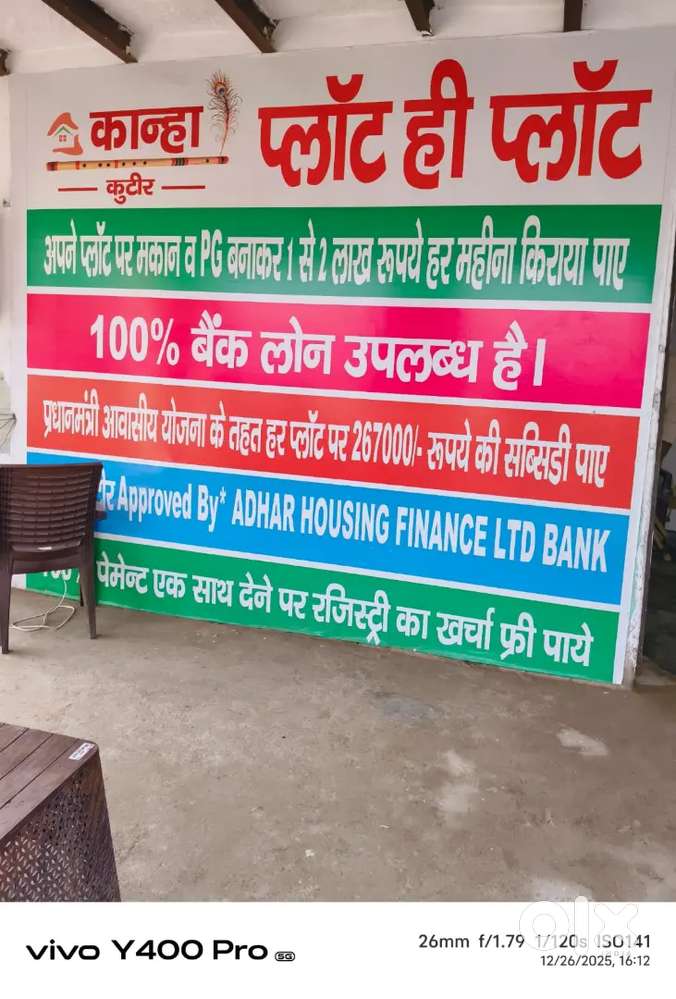 कान्हा
कुटीर
प्लॉट ही प्लॉट
अपने प्लॉट पर मकान व PG बनाकर 1 से 2 लाख रूपये हर महीना किराया पाए
100% बैंक लोन उपलब्ध है।
प्रधानमंत्री आवासीय योजना के तहत हर प्लॉट पर 267000/- रूपये की सब्सिडी पाए
Approved By* ADHAR HOUSING FINANCE LTD BANK
पेमेन्ट एक साथ देने पर रजिस्ट्री का खर्चा फ्री पाये
vivo Y400 Pro 5G
26mm f/1.79 1/120s ISO141
12/26/2025, 16:12
olx